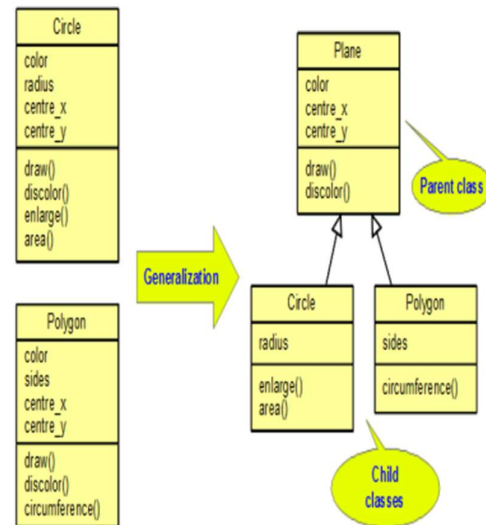 Circle
color
radius
centre_x
centre_y
draw()
discolor()
enlarge()
area()
Polygon
color
sides
centre_x
centre_y
draw()
discolor()
circumference()
Generalization
Plane
color
centre_x
centre_y
draw()
discolor()
Parent class
Circle
radius
enlarge()
area()
Polygon
sides
circumference()
Child
classes